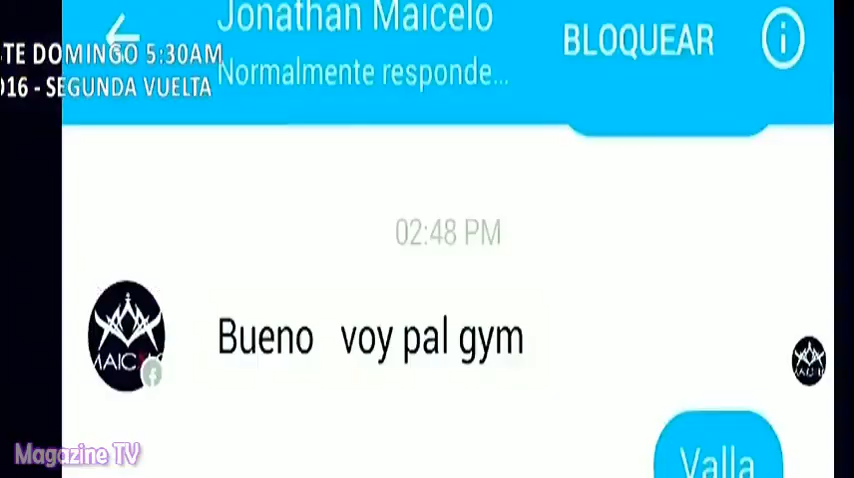 Jonathan Maicelo
BLOQUEAR
Normalmente responde...
TE DOMINGO 5:30AM
016 - SEGUNDA VUELTA
02:48 PM
Bueno voy pal gym
Valla
Magazine TV